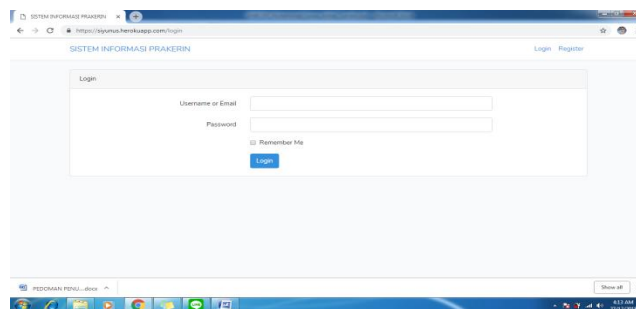 SISTEM INFORMASI PRAKERIN
https://siyunus.herokuapp.com/login
SISTEM INFORMASI PRAKERIN
Login Register
Login
Username or Email
Password
Remember Me
Login
PEDOMAN PENU....docx
Show all
6:13 AM